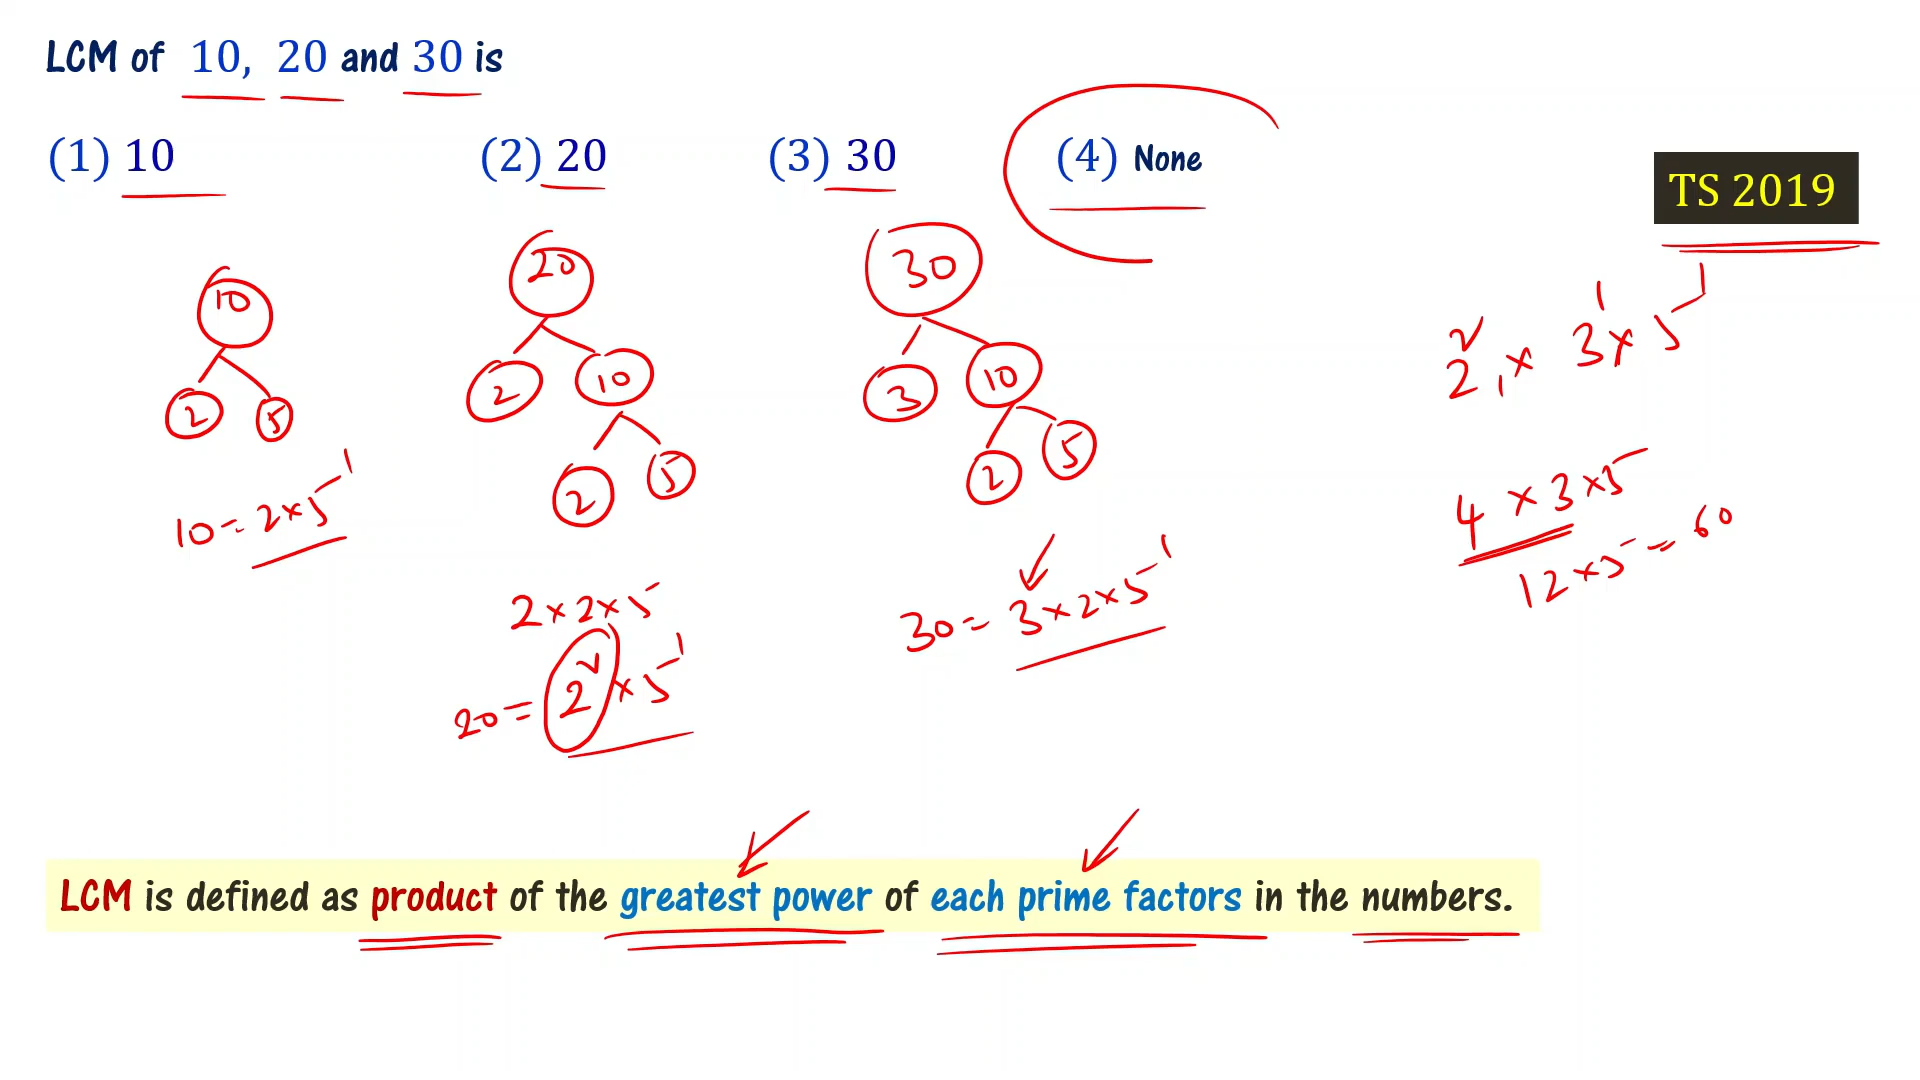 LCM of 10, 20 and 30 is
(1) 10 (2) 20 (3) 30 (4) None
TS 2019
10
2 5
10 = 2 × 5¹
20
2 10
2 5
2 × 2 × 5
20 = 2² × 5¹
30
3 10
2 5
30 = 3 × 2 × 5¹
2² × 3¹ × 5¹
4 × 3 × 5
12 × 5 = 60
LCM is defined as product of the greatest power of each prime factors in the numbers.